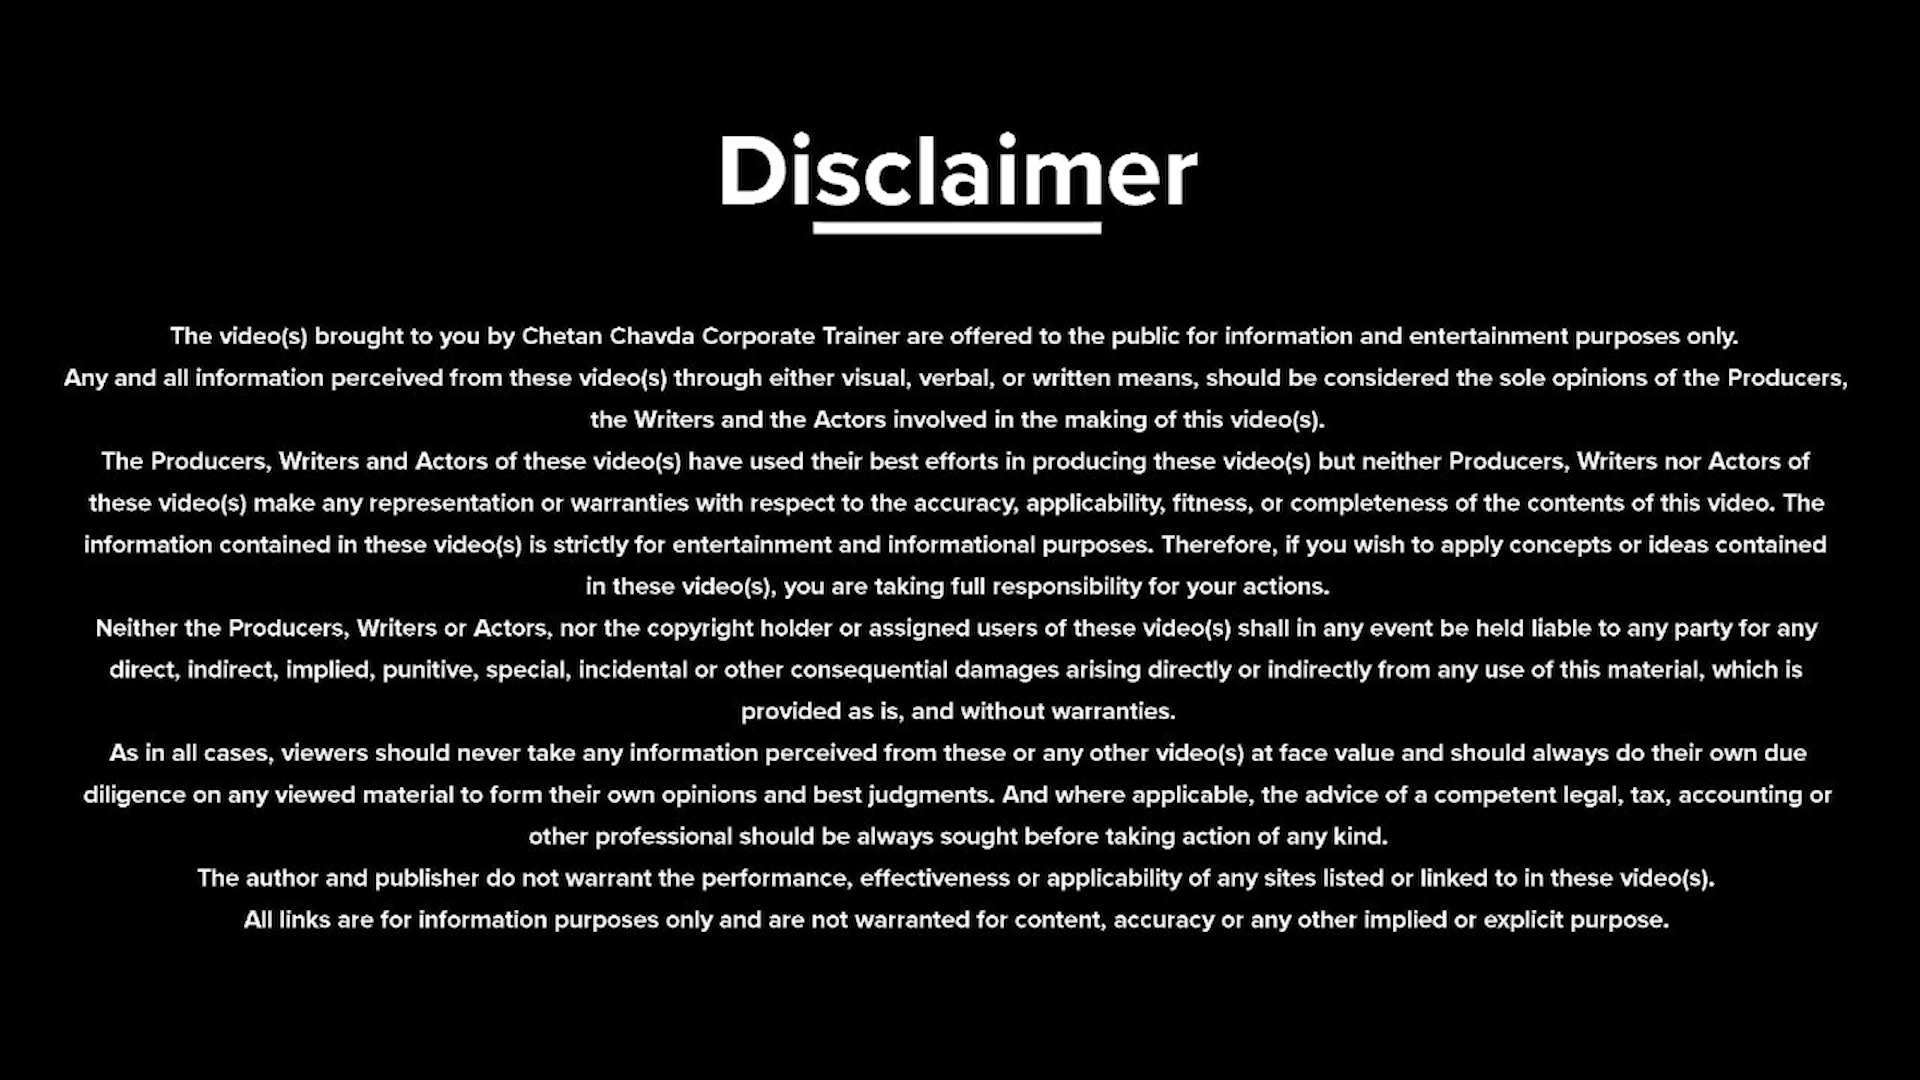 Disclaimer
The video(s) brought to you by Chetan Chavda Corporate Trainer are offered to the public for information and entertainment purposes only.
Any and all information perceived from these video(s) through either visual, verbal, or written means, should be considered the sole opinions of the Producers,
the Writers and the Actors involved in the making of this video(s).
The Producers, Writers and Actors of these video(s) have used their best efforts in producing these video(s) but neither Producers, Writers nor Actors of
these video(s) make any representation or warranties with respect to the accuracy, applicability, fitness, or completeness of the contents of this video. The
information contained in these video(s) is strictly for entertainment and informational purposes. Therefore, if you wish to apply concepts or ideas contained
in these video(s), you are taking full responsibility for your actions.
Neither the Producers, Writers or Actors, nor the copyright holder or assigned users of these video(s) shall in any event be held liable to any party for any
direct, indirect, implied, punitive, special, incidental or other consequential damages arising directly or indirectly from any use of this material, which is
provided as is, and without warranties.
As in all cases, viewers should never take any information perceived from these or any other video(s) at face value and should always do their own due
diligence on any viewed material to form their own opinions and best judgments. And where applicable, the advice of a competent legal, tax, accounting or
other professional should be always sought before taking action of any kind.
The author and publisher do not warrant the performance, effectiveness or applicability of any sites listed or linked to in these video(s).
All links are for information purposes only and are not warranted for content, accuracy or any other implied or explicit purpose.